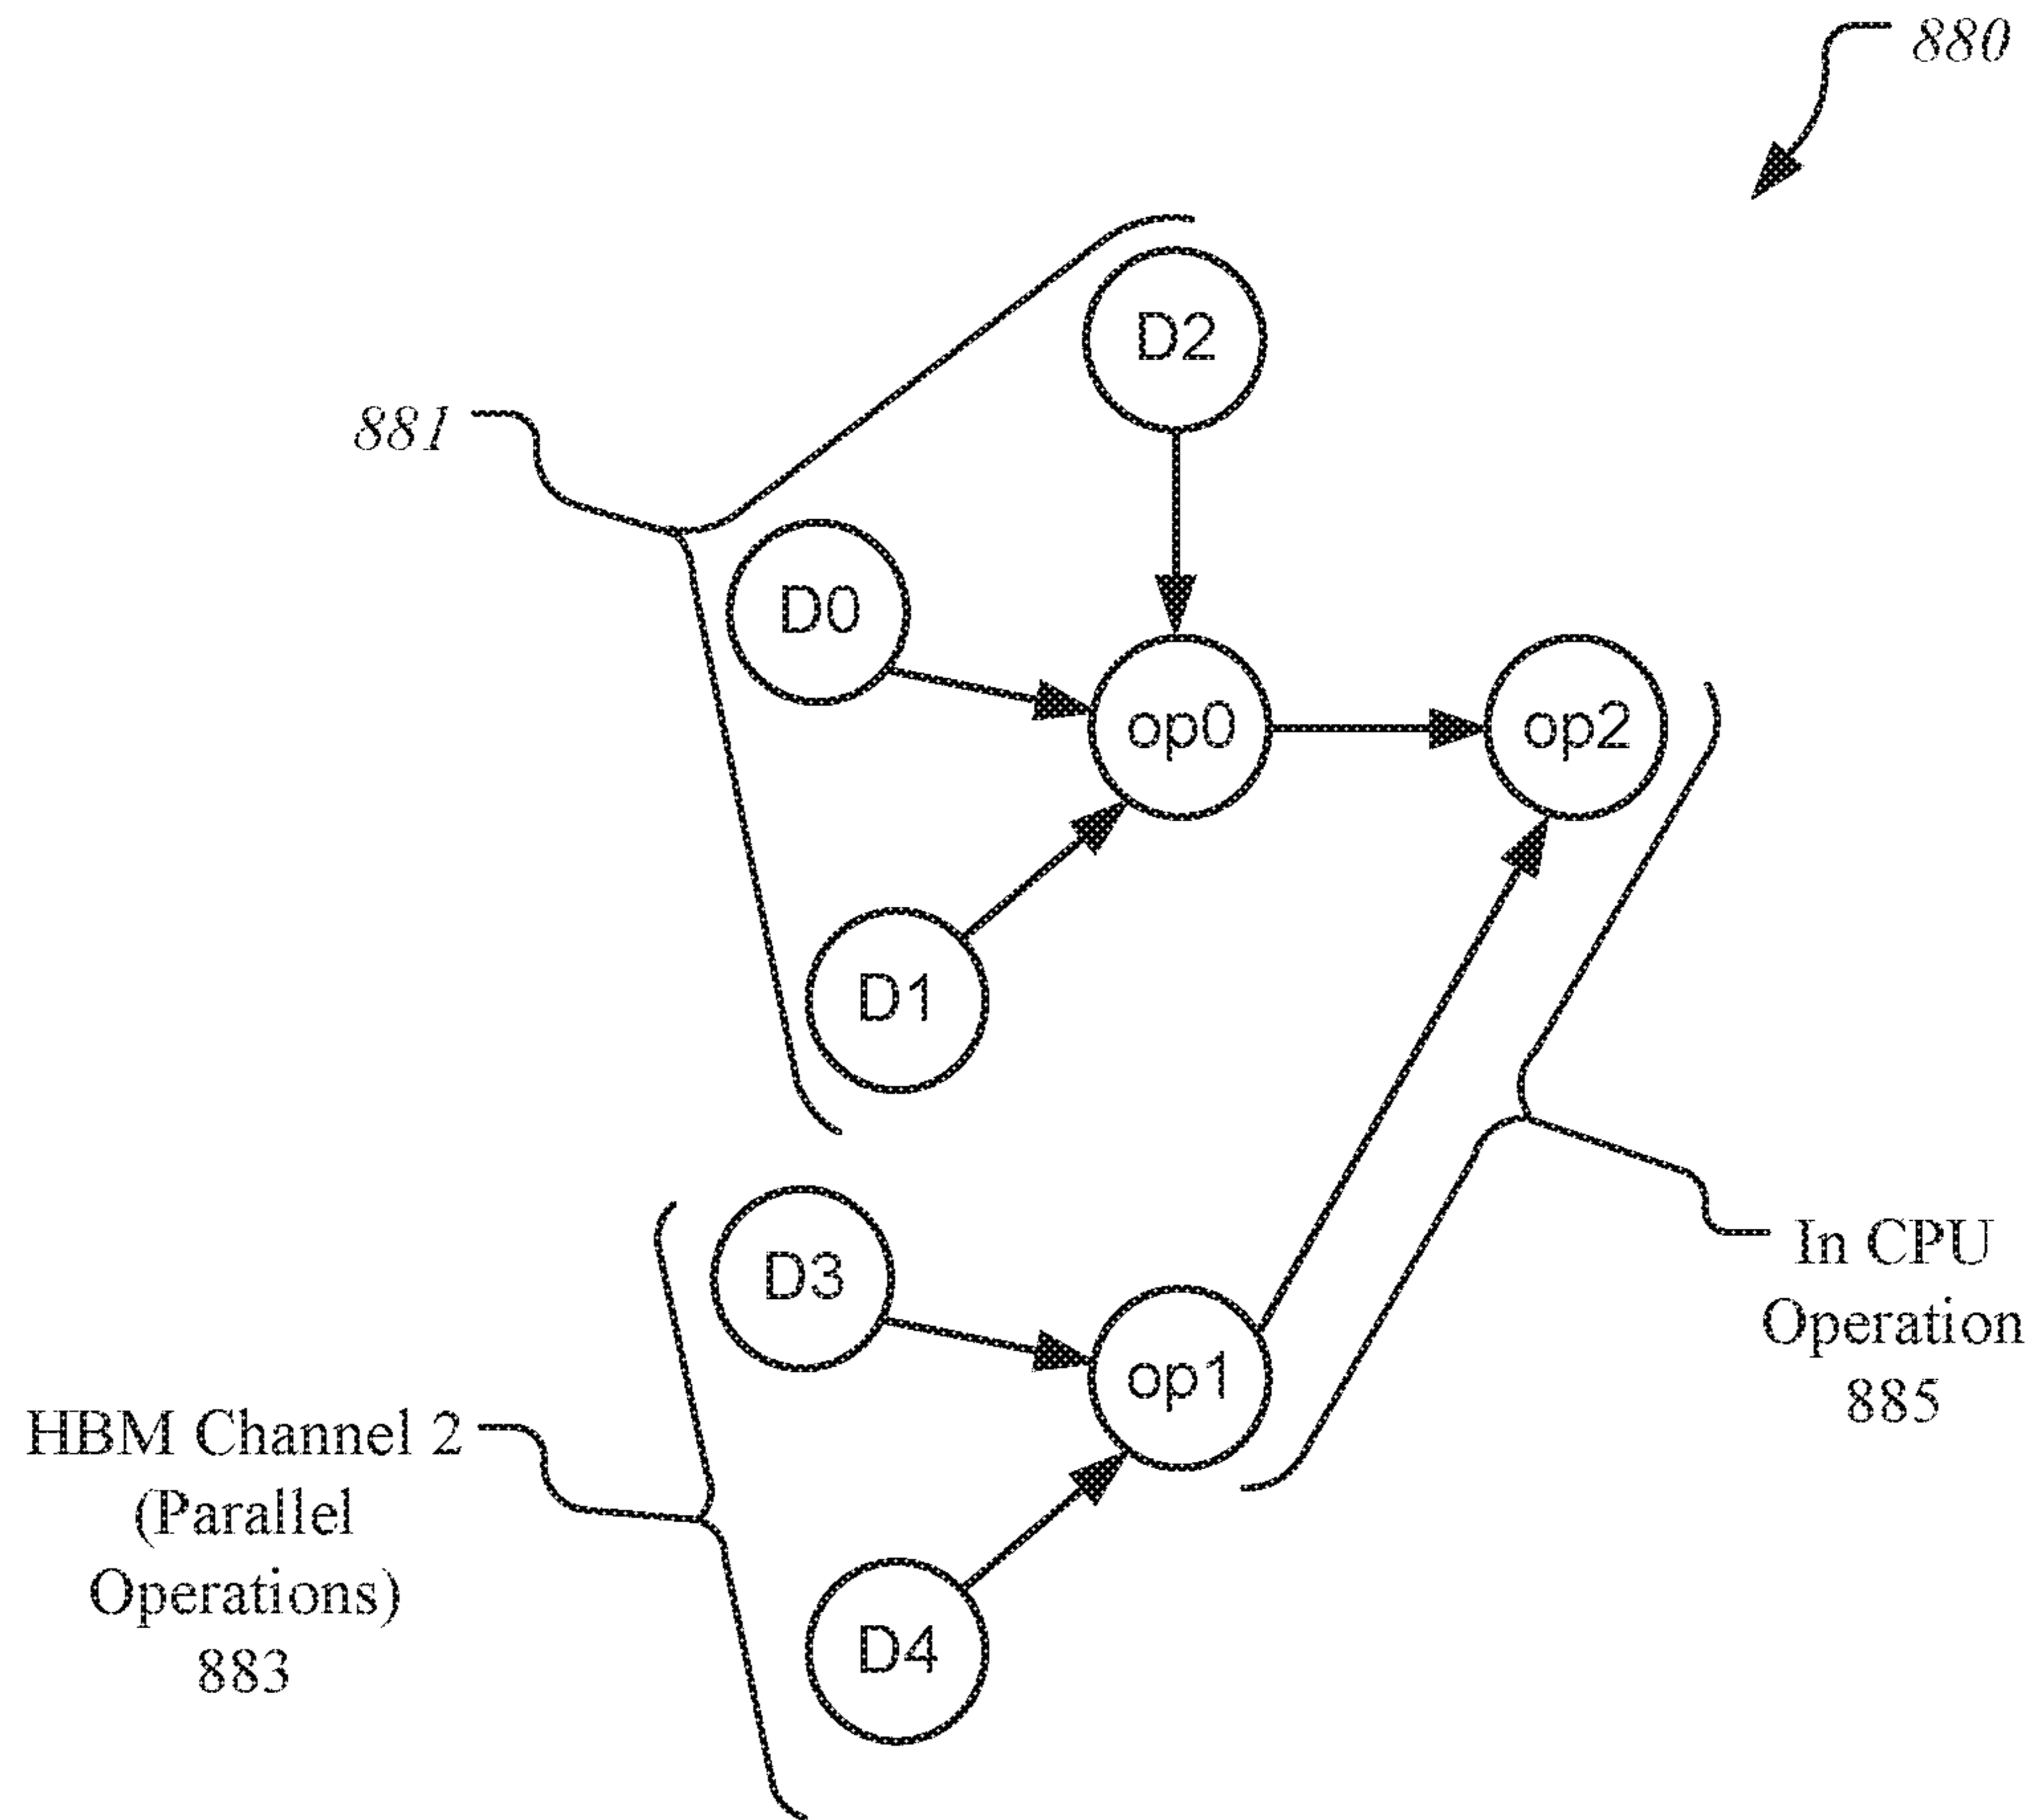 880
D2
881
D0
op0
op2
D1
D3
In CPU
Operation
885
op1
HBM Channel 2
(Parallel
Operations)
883
D4